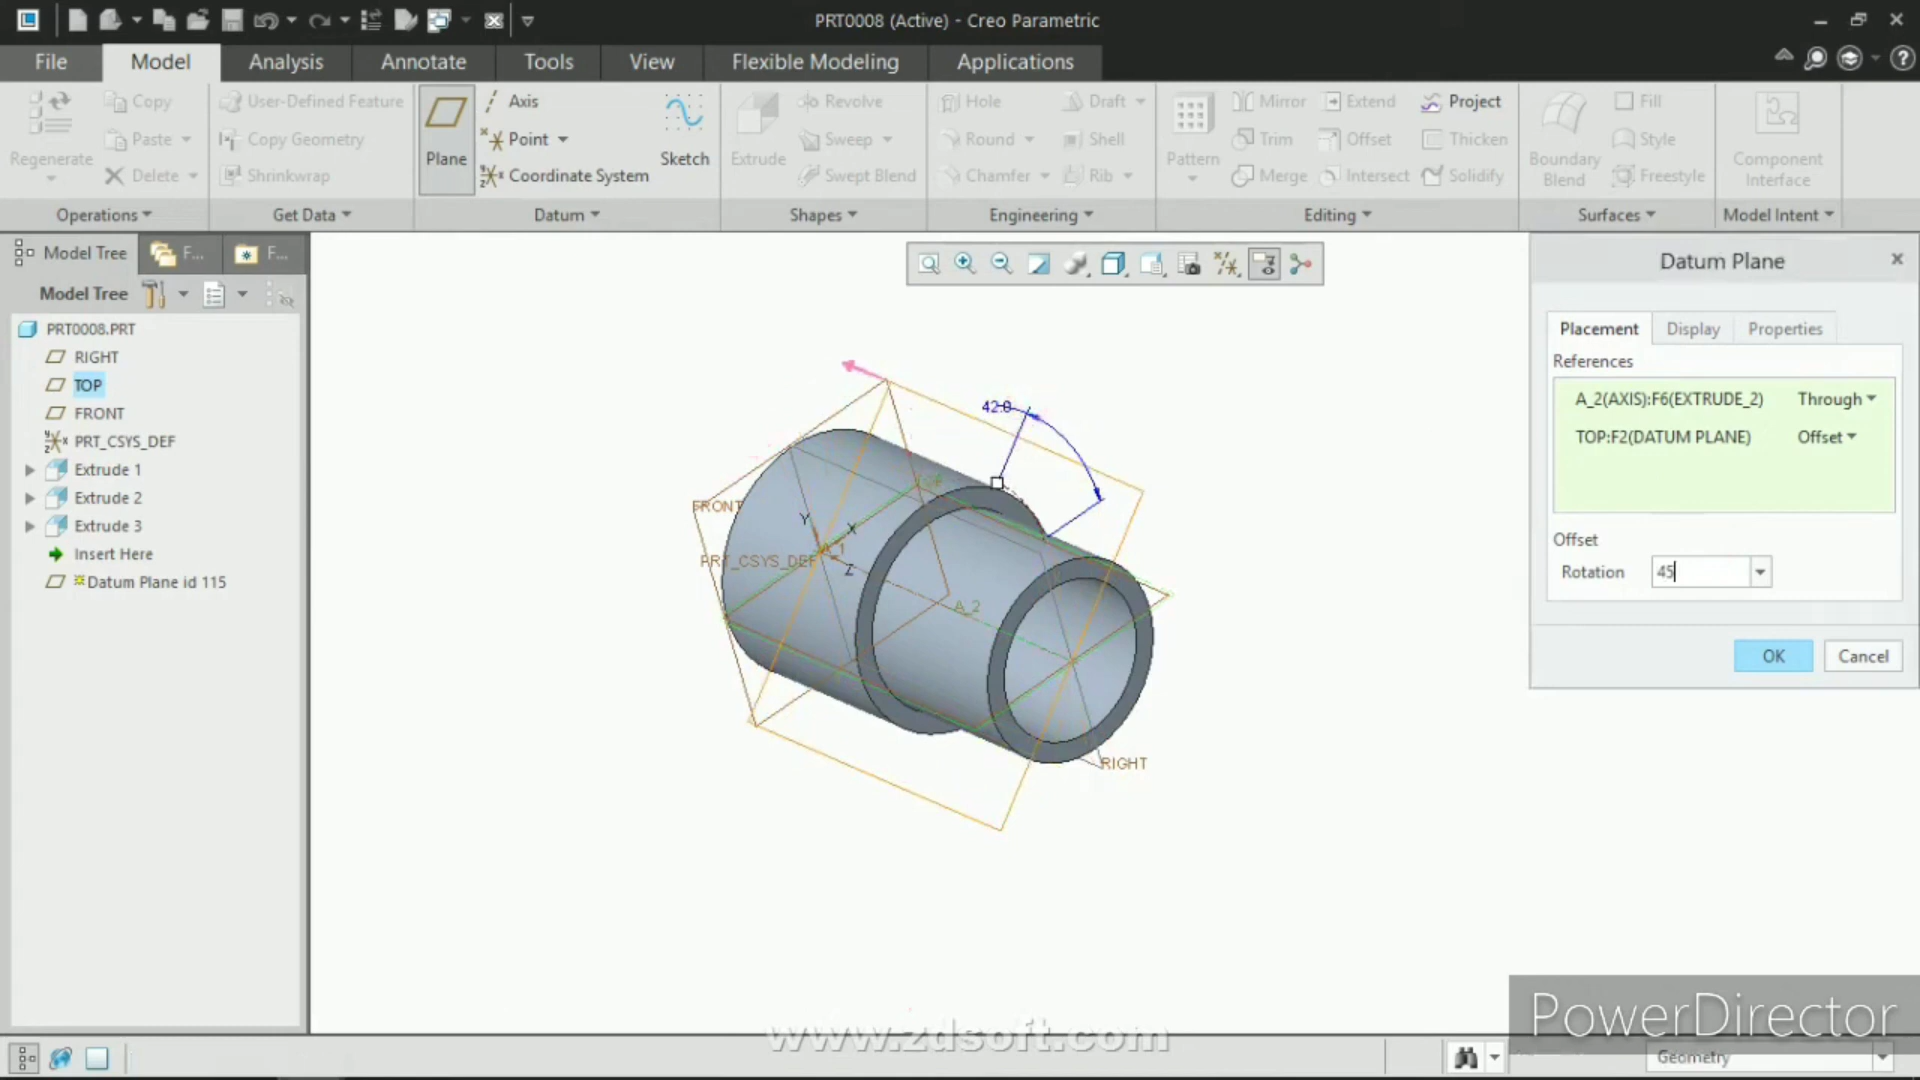 PRT0008 (Active) - Creo Parametric
File Model Analysis Annotate Tools View Flexible Modeling Applications
Regenerate
Copy
Paste
Delete
Operations
User-Defined Feature
Copy Geometry
Shrinkwrap
Get Data
Plane
Axis
Point
Coordinate System
Sketch
Datum
Extrude
Revolve
Sweep
Swept Blend
Shapes
Hole
Round
Chamfer
Draft
Shell
Rib
Engineering
Pattern
Mirror
Trim
Merge
Extend
Offset
Intersect
Project
Thicken
Solidify
Editing
Boundary Blend
Fill
Style
Freestyle
Surfaces
Component Interface
Model Intent
Model Tree
F...
F...
Model Tree
PRT0008.PRT
RIGHT
TOP
FRONT
PRT_CSYS_DEF
Extrude 1
Extrude 2
Extrude 3
Insert Here
Datum Plane id 115
42.0
FRONT
PRT_CSYS_DEF
Y
X
Z
A_2
RIGHT
Datum Plane
Placement Display Properties
References
A_2(AXIS):F6(EXTRUDE_2) Through
TOP:F2(DATUM PLANE) Offset
Offset
Rotation 45
OK Cancel
PowerDirector
www.zdsoft.com
Geometry